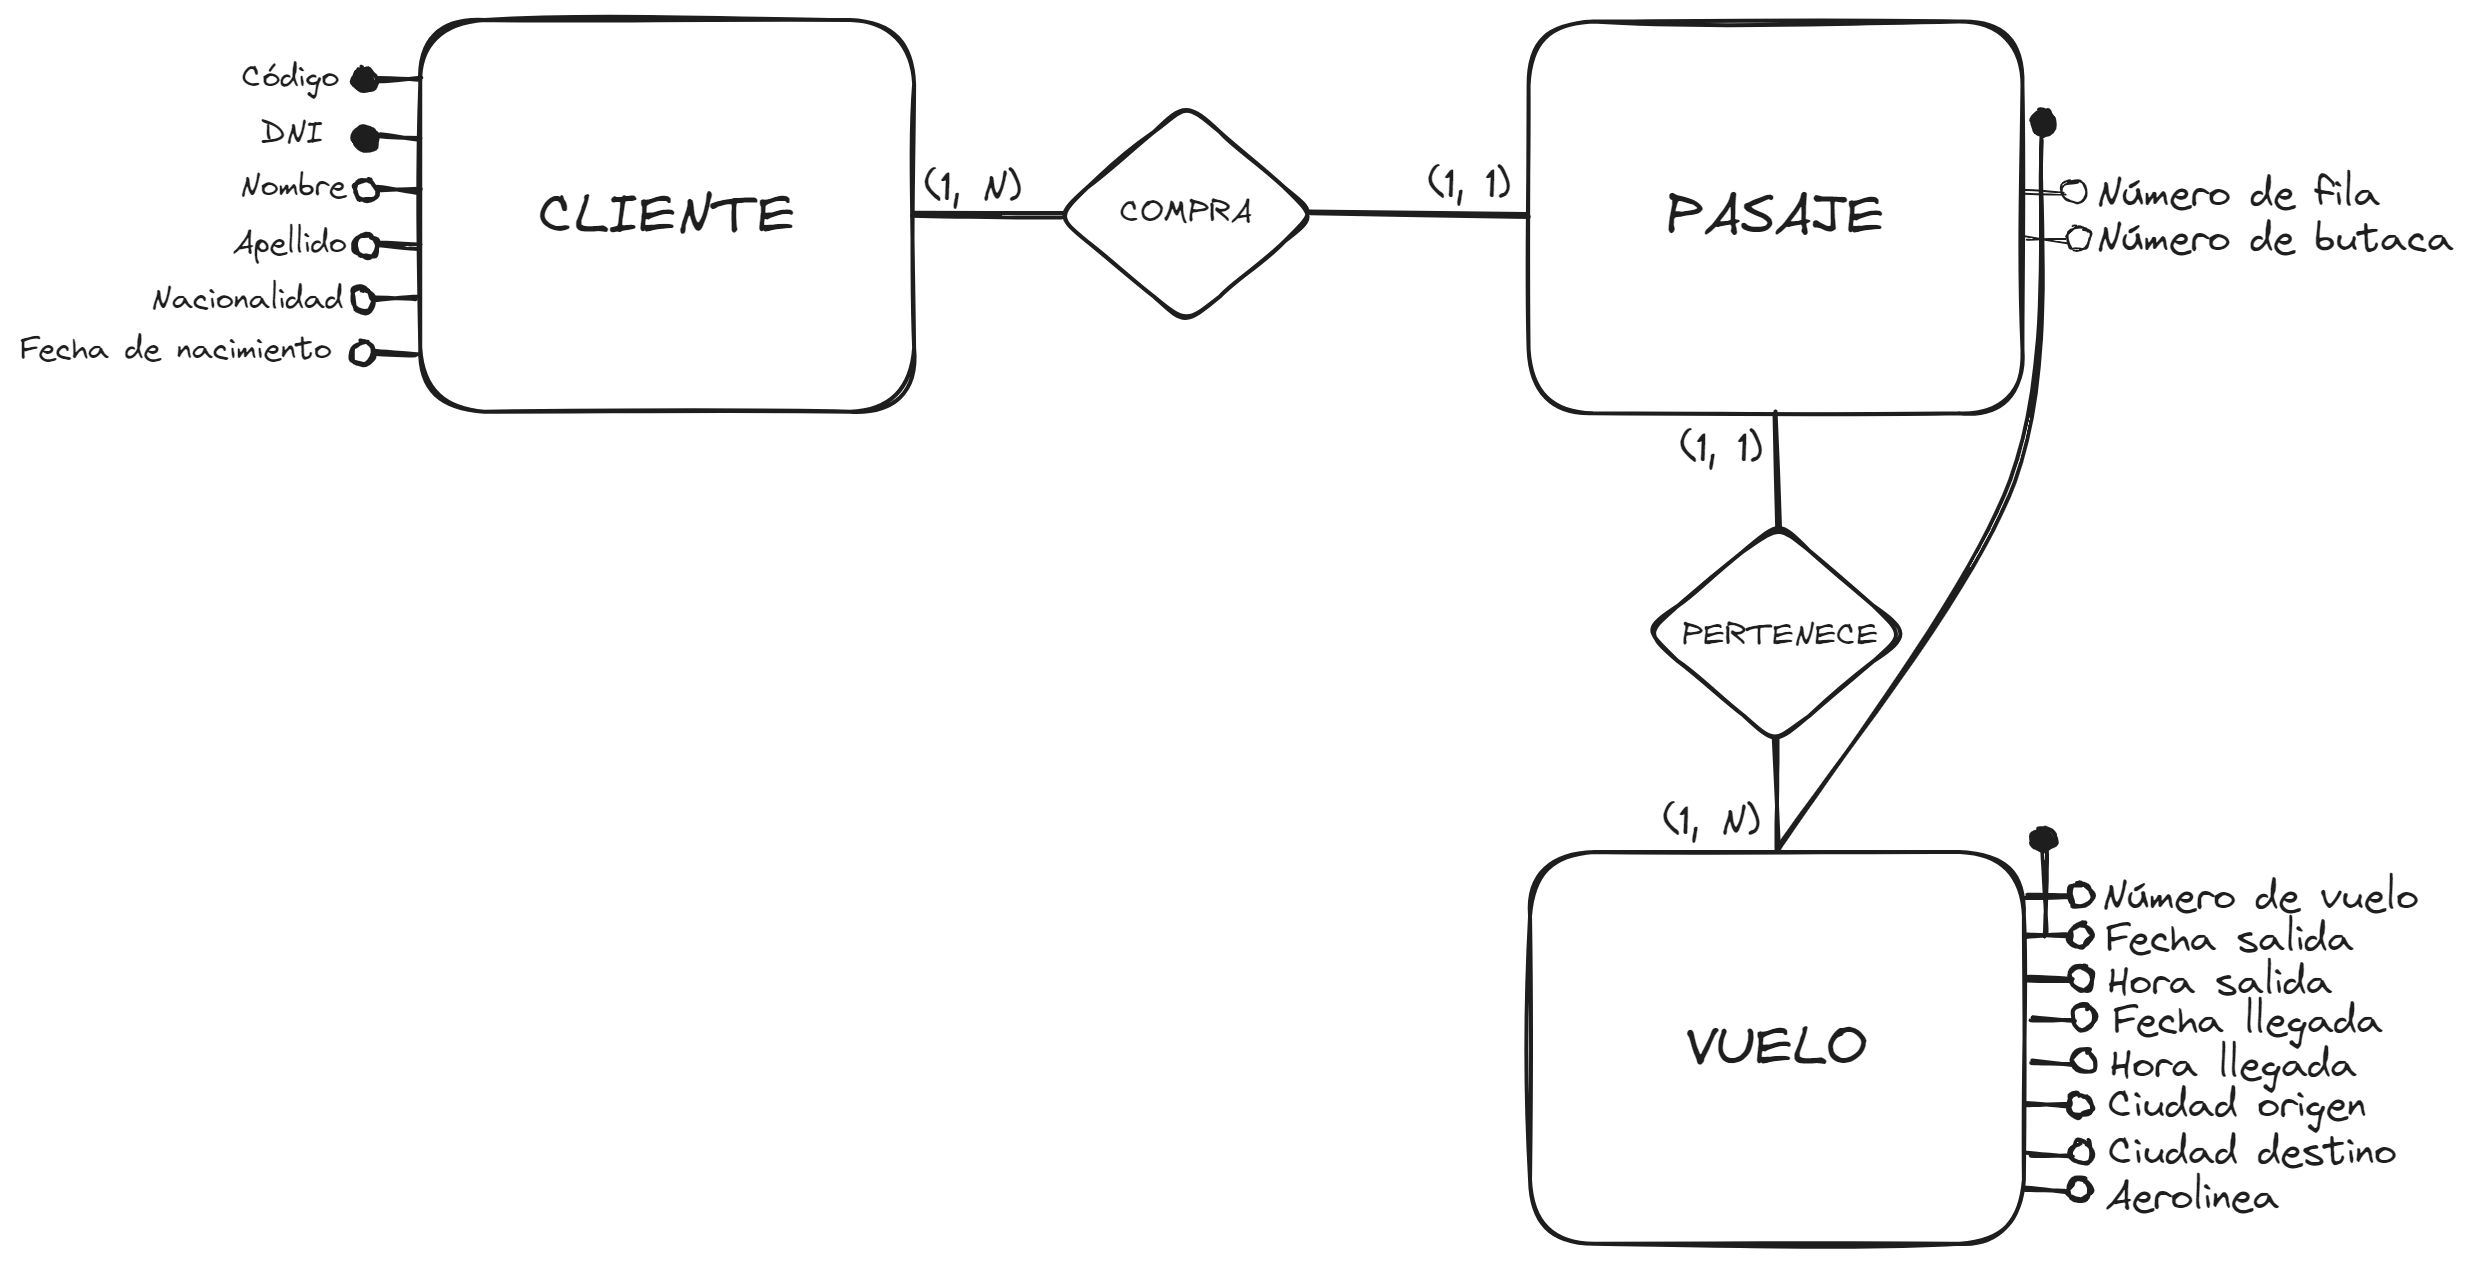 Código
DNI
Nombre
Apellido
Nacionalidad
Fecha de nacimiento
CLIENTE
(1, N)
COMPRA
(1, 1)
PASAJE
Número de fila
Número de butaca
(1, 1)
PERTENECE
(1, N)
VUELO
Número de vuelo
Fecha salida
Hora salida
Fecha llegada
Hora llegada
Ciudad origen
Ciudad destino
Aerolinea